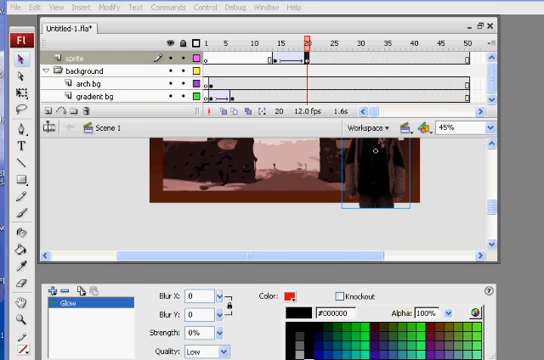 File Edit View Insert Modify Text Commands Control Debug Window Help
Untitled-1.fla*
Fl
1 5 10 15 20 25 30 35 40 45 50
sprite
background
arch bg
gradient bg
20 12.0 fps 1.6s
Scene 1
Workspace
45%
Glow
Blur X: 0
Blur Y: 0
Strength: 0%
Quality: Low
Color:
Knockout
#000000
Alpha: 100%